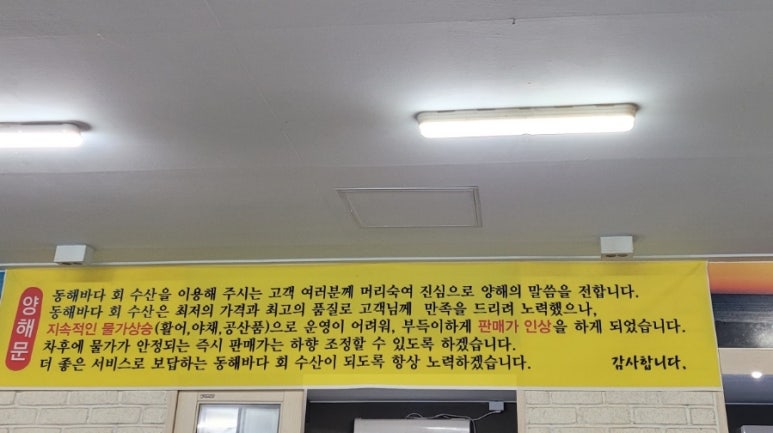 양해문
동해바다 회 수산을 이용해 주시는 고객 여러분께 머리숙여 진심으로 양해의 말씀을 전합니다.
동해바다 회 수산은 최저의 가격과 최고의 품질로 고객님께 만족을 드리려 노력했으나,
지속적인 물가상승(활어,야채,공산품)으로 운영이 어려워, 부득이하게 판매가 인상을 하게 되었습니다.
차후에 물가가 안정되는 즉시 판매가는 하향 조정할 수 있도록 하겠습니다.
더 좋은 서비스로 보답하는 동해바다 회 수산이 되도록 항상 노력하겠습니다. 감사합니다.